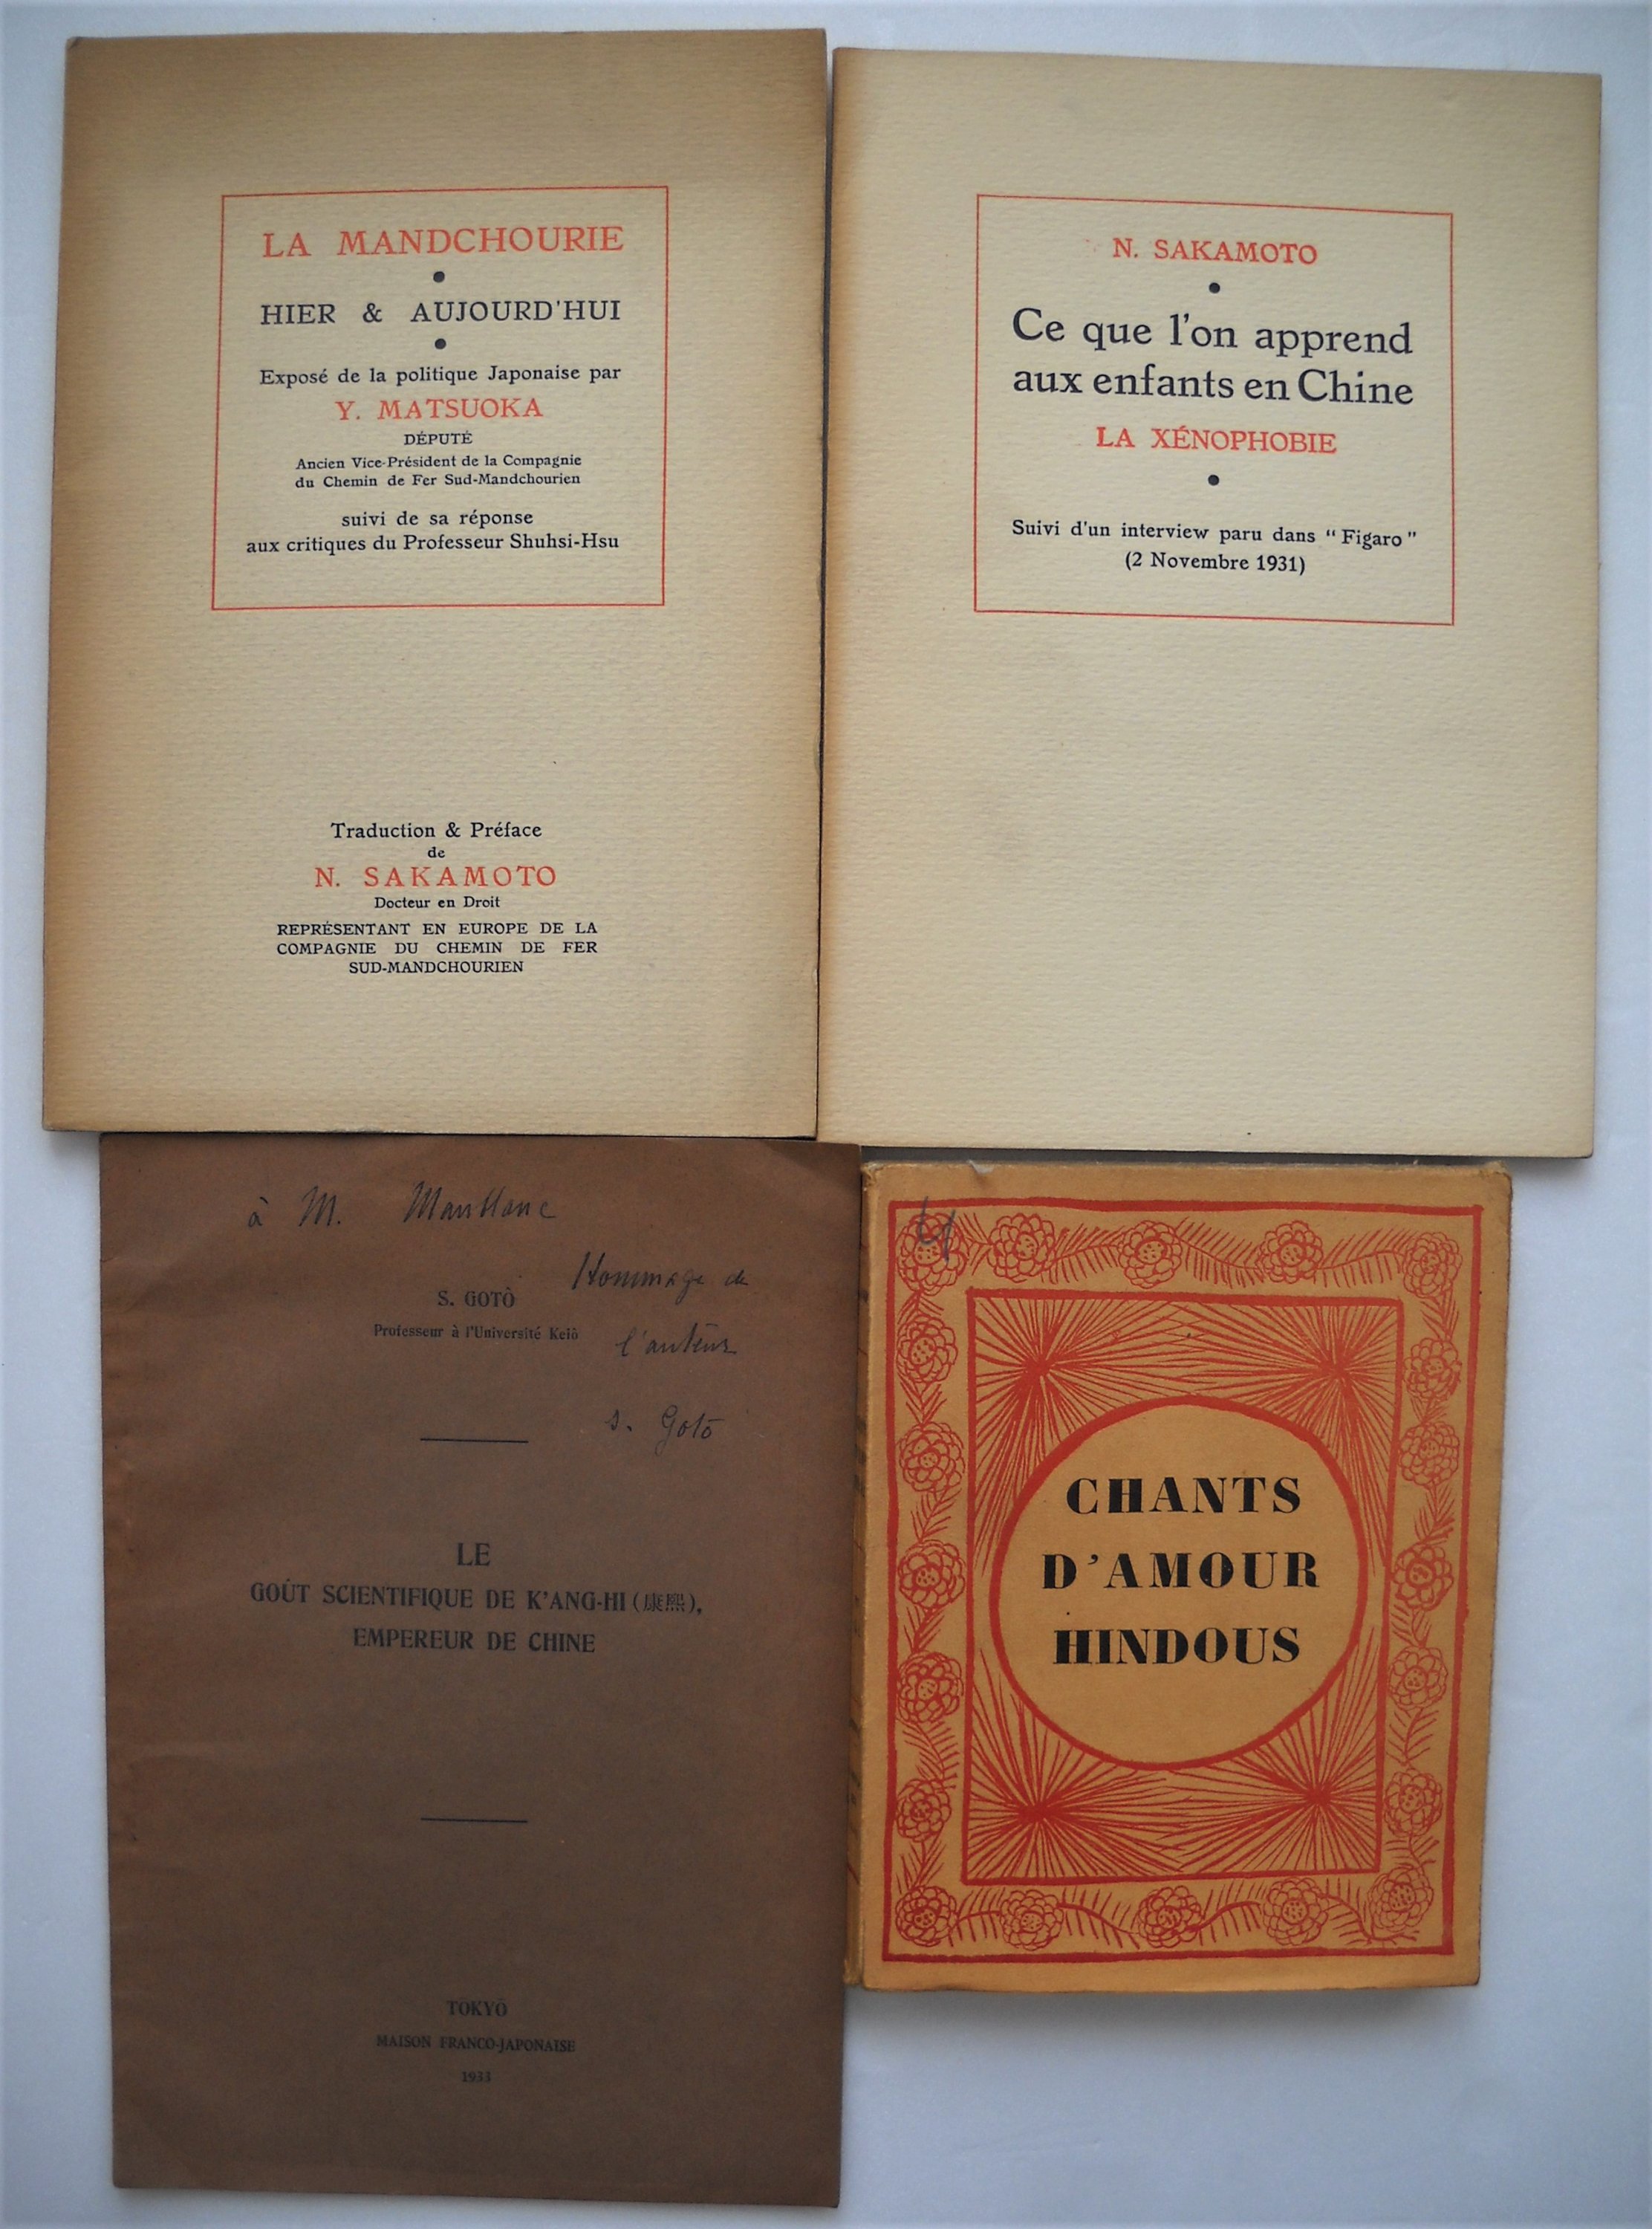 LA MANDCHOURIE
HIER & AUJOURD'HUI
Exposé de la politique Japonaise par
Y. MATSUOKA
DÉPUTÉ
Ancien Vice-Président de la Compagnie
du Chemin de Fer Sud-Mandchourien
suivi de sa réponse
aux critiques du Professeur Shuhsi-Hsu
Traduction & Préface
de
N. SAKAMOTO
Docteur en Droit
REPRÉSENTANT EN EUROPE DE LA
COMPAGNIE DU CHEMIN DE FER
SUD-MANDCHOURIEN
N. SAKAMOTO
Ce que l'on apprend
aux enfants en Chine
LA XÉNOPHOBIE
Suivi d'un interview paru dans "Figaro"
(2 Novembre 1931)
à M.
Hommage de
l'auteur
S. Gotô
S. GOTÔ
Professeur à l'Université Keiô
LE
GOÛT SCIENTIFIQUE DE K'ANG-HI (康熙),
EMPEREUR DE CHINE
TÔKYÔ
MAISON FRANCO-JAPONAISE
1933
CHANTS
D'AMOUR
HINDOUS